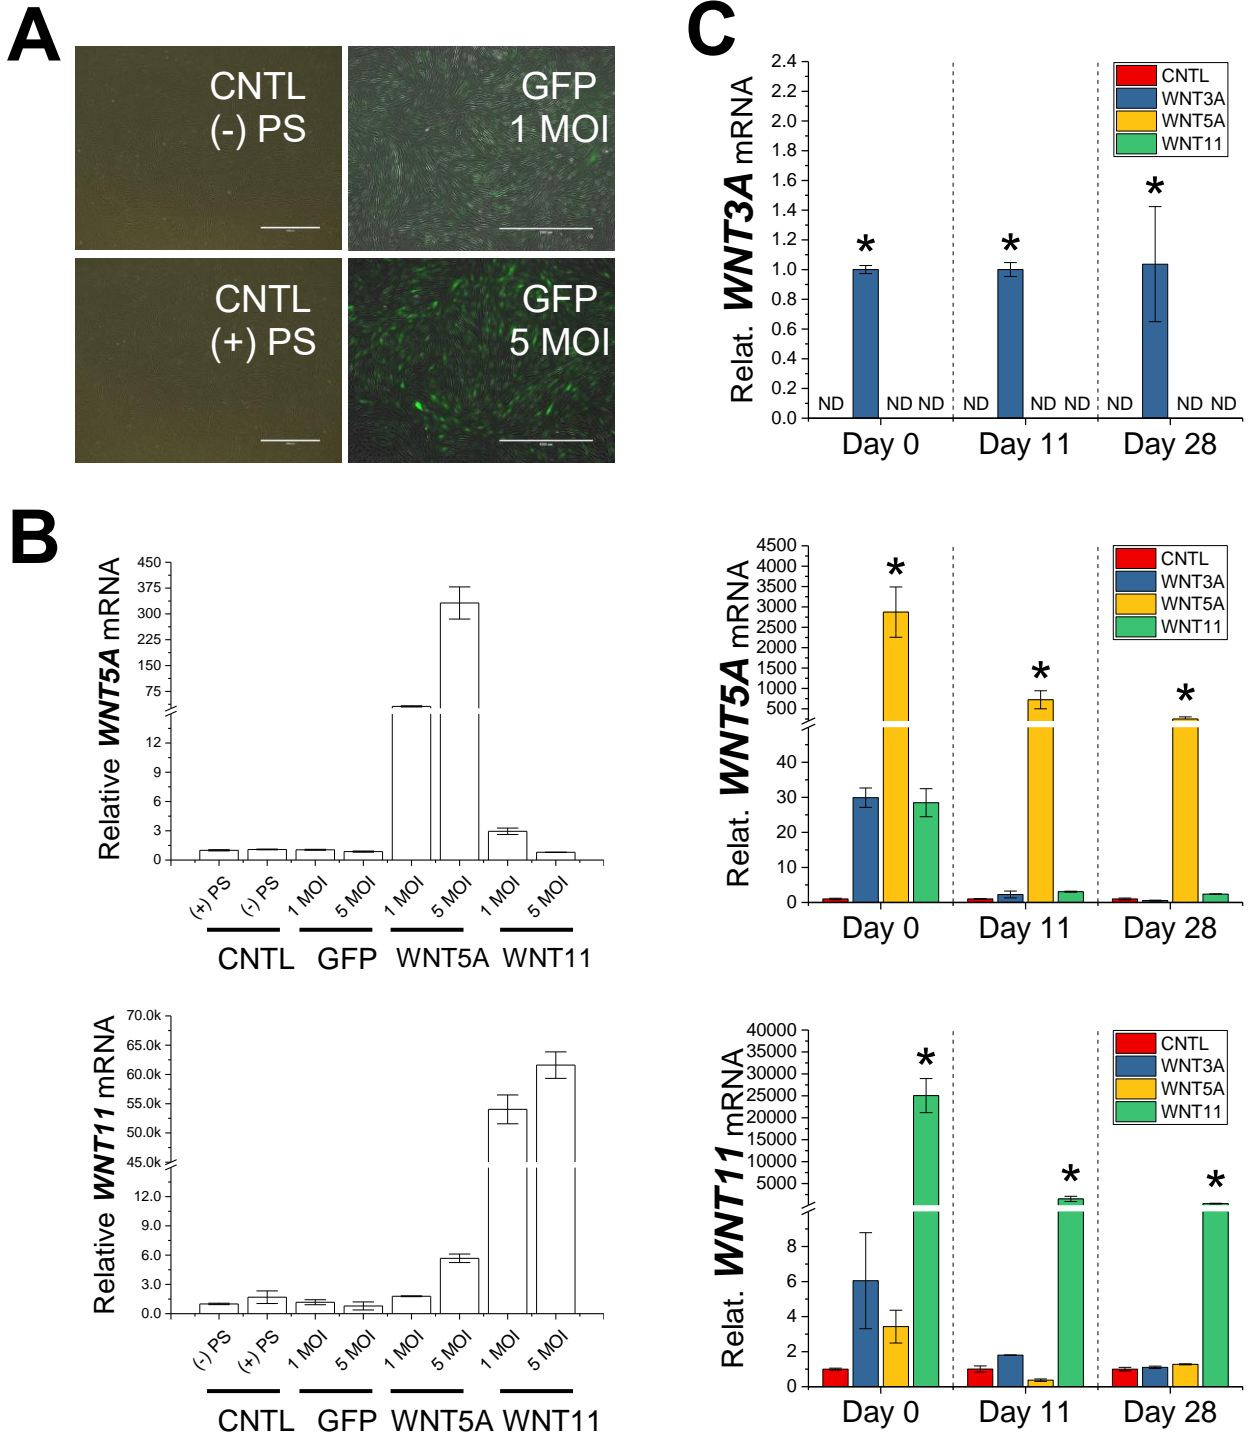 A
CNTL
(-) PS
GFP
1 MOI
CNTL
(+) PS
GFP
5 MOI
B
Relative WNT5A mRNA
450
375
300
225
150
75
12
9
6
3
0
(+) PS
(-) PS
1 MOI
5 MOI
1 MOI
5 MOI
1 MOI
5 MOI
CNTL GFP WNT5A WNT11
Relative WNT11 mRNA
70.0k
65.0k
60.0k
55.0k
50.0k
45.0k
12.0
9.0
6.0
3.0
0.0
(-) PS
(+) PS
1 MOI
5 MOI
1 MOI
5 MOI
1 MOI
5 MOI
CNTL GFP WNT5A WNT11
C
Relat. WNT3A mRNA
2.4
2.2
2.0
1.8
1.6
1.4
1.2
1.0
0.8
0.6
0.4
0.2
0.0
CNTL
WNT3A
WNT5A
WNT11
*
*
*
ND ND ND ND ND ND ND ND ND
Day 0 Day 11 Day 28
Relat. WNT5A mRNA
4500
4000
3500
3000
2500
2000
1500
1000
500
40
30
20
10
0
CNTL
WNT3A
WNT5A
WNT11
*
*
*
Day 0 Day 11 Day 28
Relat. WNT11 mRNA
40000
35000
30000
25000
20000
15000
10000
5000
8
6
4
2
0
CNTL
WNT3A
WNT5A
WNT11
*
*
*
Day 0 Day 11 Day 28